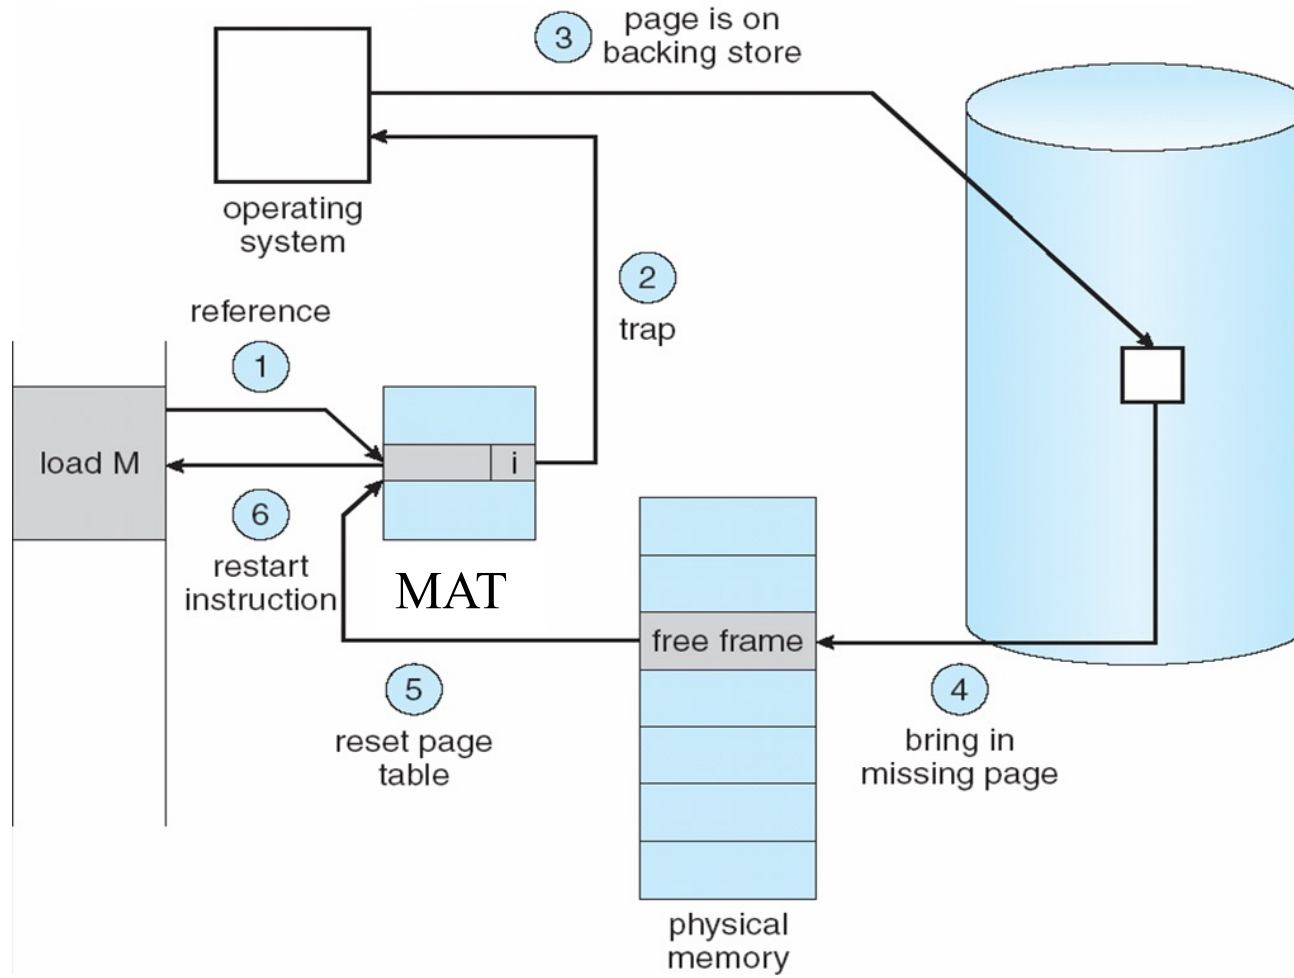 3
page is on
backing store
operating
system
2
trap
reference
1
load M
i
6
restart
instruction
MAT
free frame
5
reset page
table
4
bring in
missing page
physical
memory